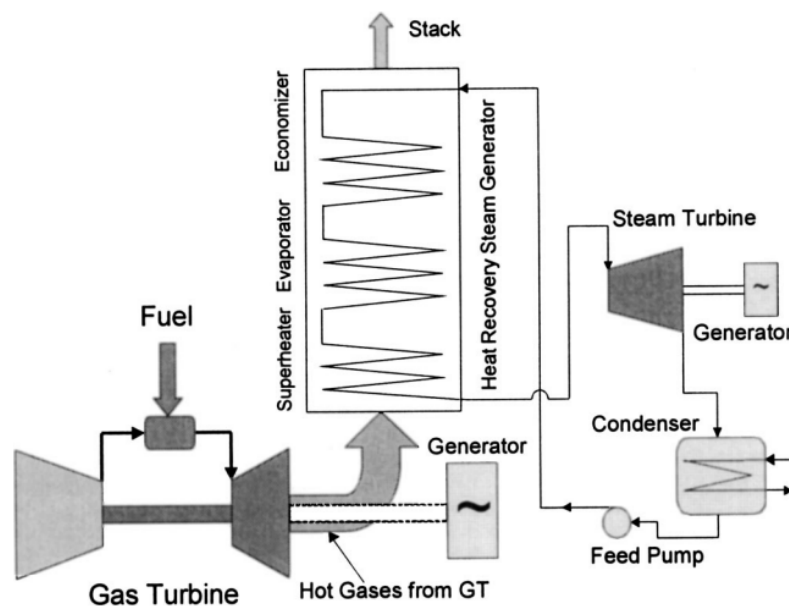 Stack
Economizer
Evaporator
Superheater
Heat Recovery Steam Generator
Steam Turbine
~
Generator
Fuel
Condenser
Generator
~
Feed Pump
Gas Turbine
Hot Gases from GT